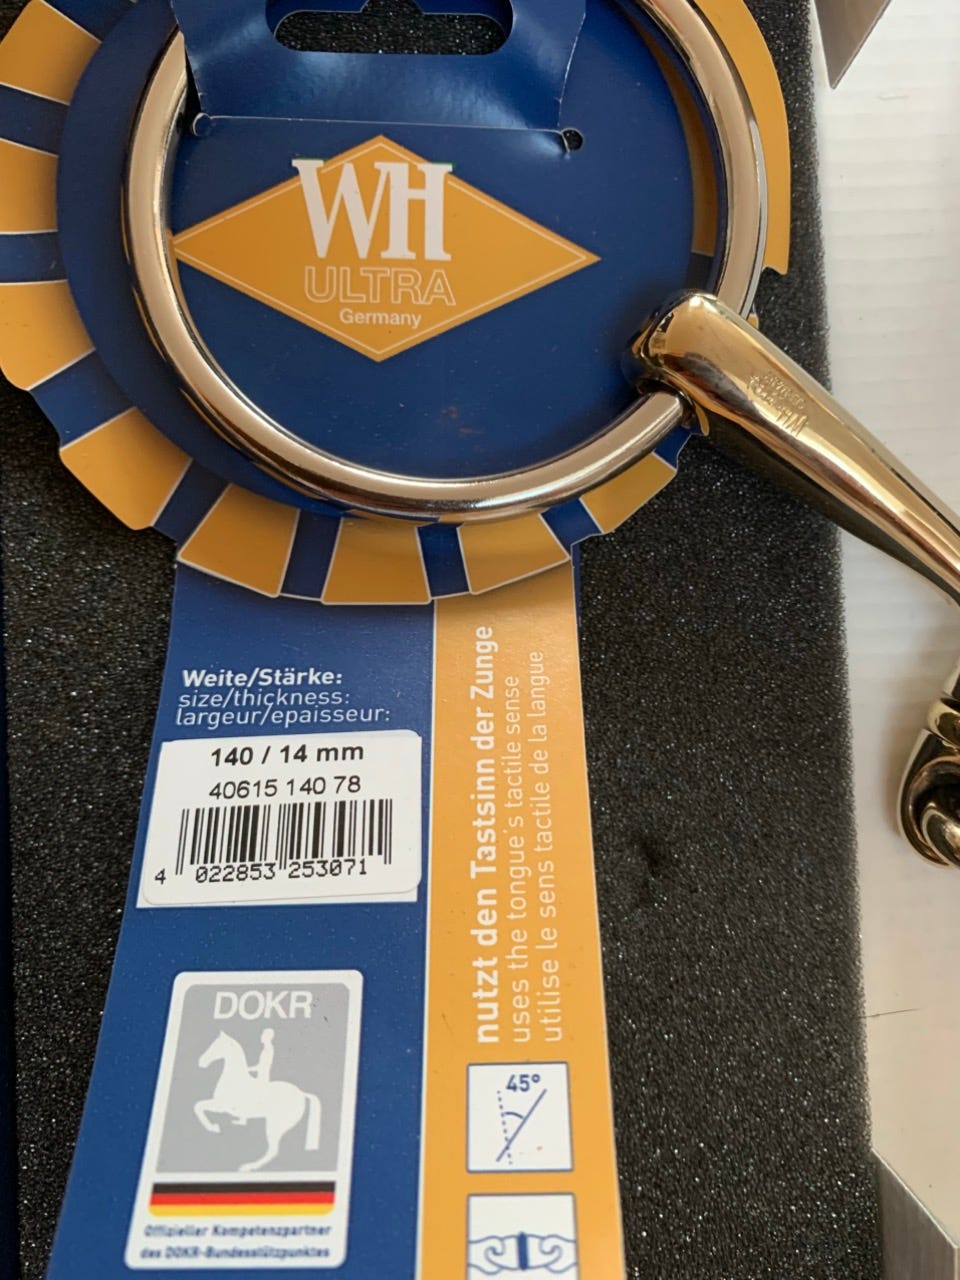 WH
ULTRA
Germany
Weite/Stärke:
size/thickness:
largeur/epaisseur:
140 / 14 mm
40615 140 78
4 022853 253071
nutzt den Tastsinn der Zunge
uses the tongue's tactile sense
utilise le sens tactile de la langue
DOKR
Offizieller Kompetenzpartner
des DOKR-Bundesstützpunktes
45°